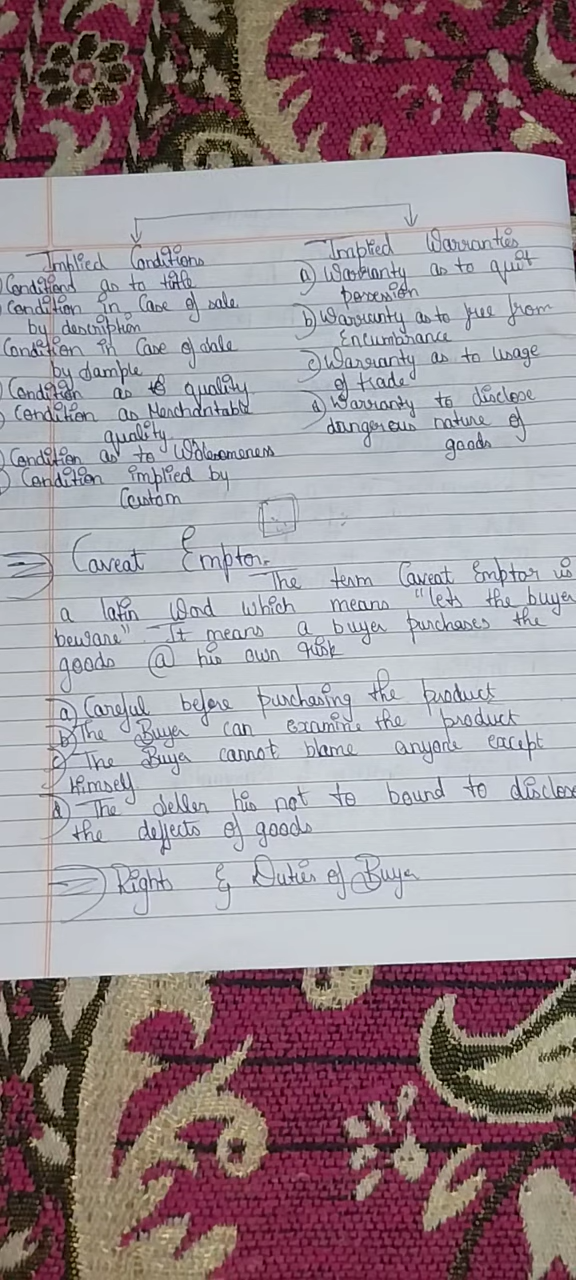 Implied Conditions
Condition as to title
Condition in Case of sale
by description
Condition in Case of sale
by sample
Condition as to quality
Condition as Merchantable
quality
Condition as to Wolesomeness
Condition implied by
Custom
Implied Warranties
a) Warranty as to quit
possession
b) Warranty as to free from
Encumbrance
c) Warranty as to usage
of trade
d) Warranty to disclose
dangerous nature of
goods
Caveat Emptor.
The term Caveat Emptor is
a latin Word which means "lets the buyer
beware" It means a buyer purchases the
goods @ his own risk
a) Careful before purchasing the product
b) The Buyer can examine the product
c) The Buyer cannot blame anyone except
himself
d) The seller his not to bound to disclose
the defects of goods
Rights & Duties of Buyer